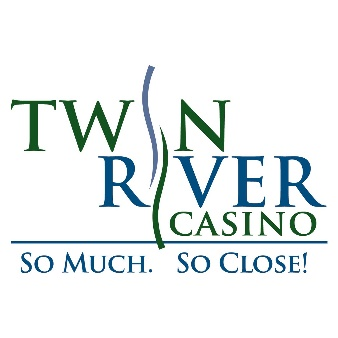 TWIN
RIVER
CASINO
SO MUCH. SO CLOSE!